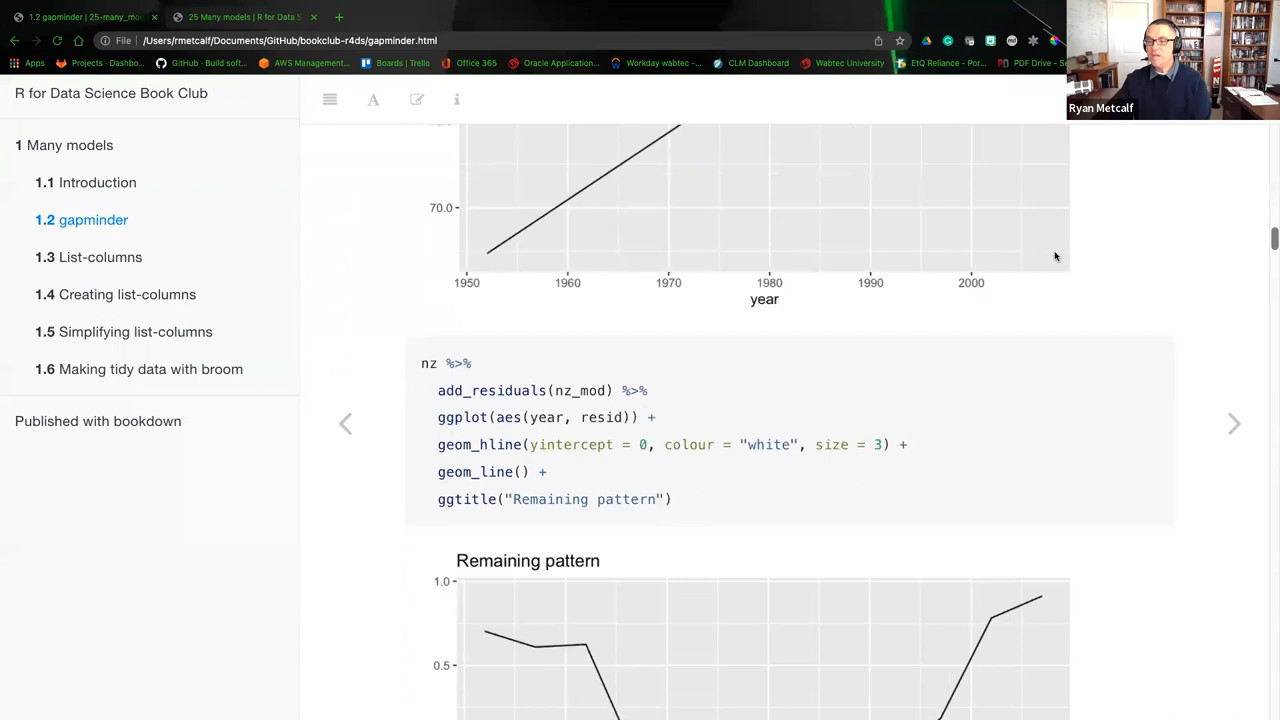 1.2 gapminder | 25-many_mo
25 Many models | R for Data S
File /Users/rmetcalf/Documents/GitHub/bookclub-r4ds/gapminder.html
Apps Projects - Dashbo... GitHub · Build soft... AWS Management... Boards | Trello Office 365 Oracle Application... Workday wabtec -... CLM Dashboard Wabtec University EtQ Reliance - Port... PDF Drive - Se
Ryan Metcalf
R for Data Science Book Club
1 Many models
1.1 Introduction
1.2 gapminder
1.3 List-columns
1.4 Creating list-columns
1.5 Simplifying list-columns
1.6 Making tidy data with broom
Published with bookdown
70.0
1950 1960 1970 1980 1990 2000
year
nz %>%
add_residuals(nz_mod) %>%
ggplot(aes(year, resid)) +
geom_hline(yintercept = 0, colour = "white", size = 3) +
geom_line() +
ggtitle("Remaining pattern")
Remaining pattern
1.0
0.5